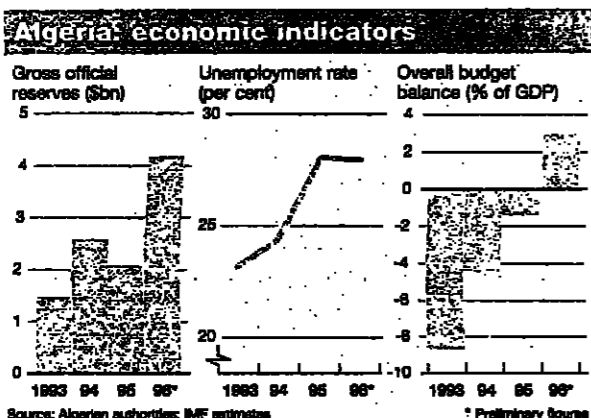 Algeria: economic indicators
Gross official
reserves ($bn)
5
4
3
2
1
0
1993 94 95 96*
Unemployment rate
(per cent)
30
25
20
1993 94 95 96*
Overall budget
balance (% of GDP)
4
2
0
-2
-4
-6
-8
-10
1993 94 95 96*
Source: Algerian authorities; IMF estimates
* Preliminary figures